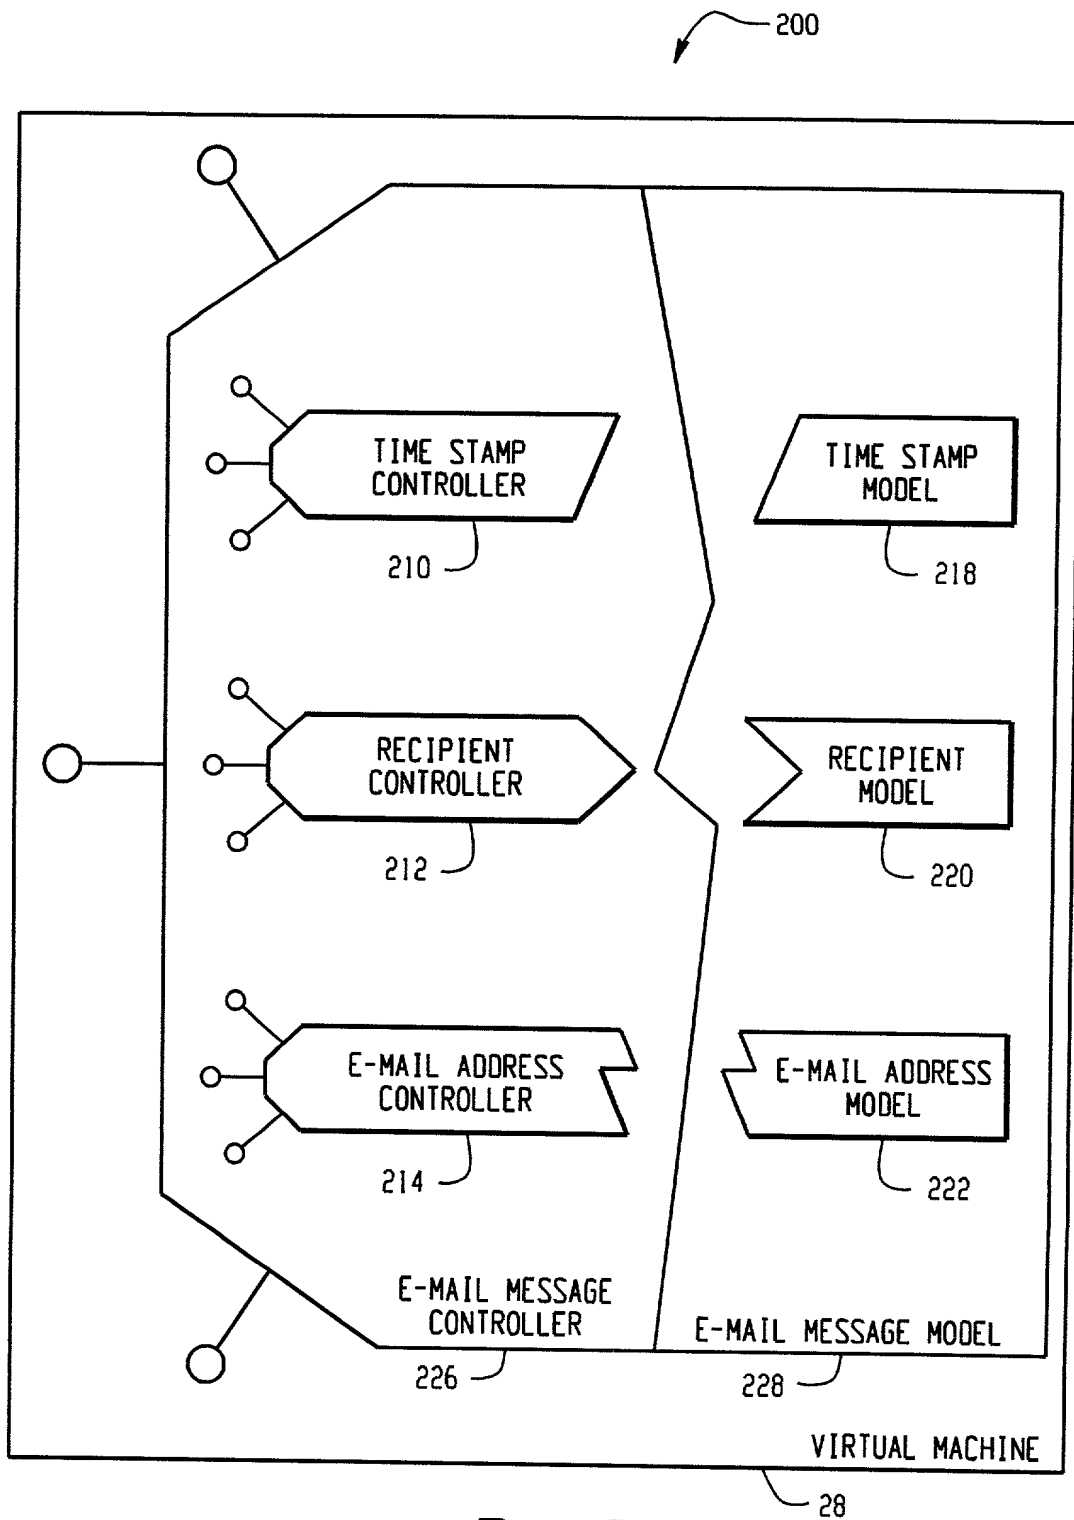 200
TIME STAMP
CONTROLLER
210
TIME STAMP
MODEL
218
RECIPIENT
CONTROLLER
212
RECIPIENT
MODEL
220
E-MAIL ADDRESS
CONTROLLER
214
E-MAIL ADDRESS
MODEL
222
E-MAIL MESSAGE
CONTROLLER
226
E-MAIL MESSAGE MODEL
228
VIRTUAL MACHINE
28